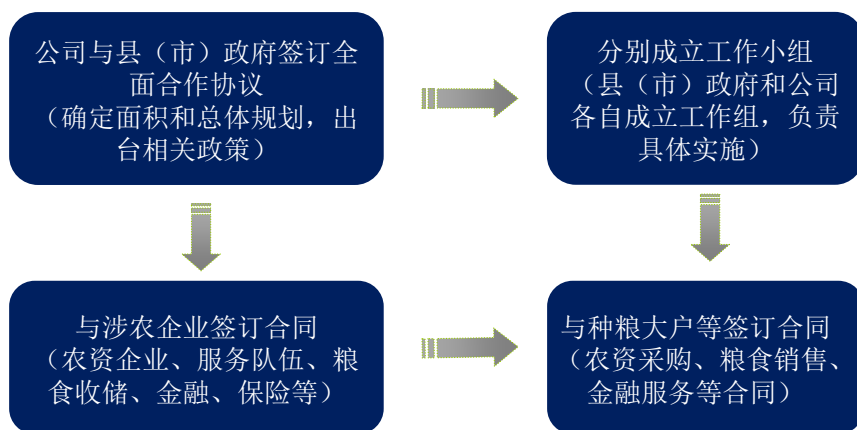 公司与县（市）政府签订全
面合作协议
（确定面积和总体规划，出
台相关政策）
分别成立工作小组
（县（市）政府和公司
各自成立工作组，负责
具体实施）
与涉农企业签订合同
（农资企业、服务队伍、粮
食收储、金融、保险等）
与种粮大户等签订合同
（农资采购、粮食销售、
金融服务等合同）